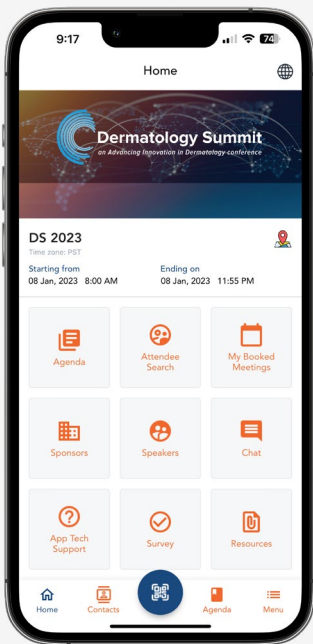 9:17
74
Home
Dermatology Summit
an Advancing Innovation in Dermatology conference
DS 2023
Time zone: PST
Starting from
Ending on
08 Jan, 2023 8:00 AM
08 Jan, 2023 11:55 PM
Agenda
Attendee
Search
My Booked
Meetings
Sponsors
Speakers
Chat
App Tech
Support
Survey
Resources
Home
Contacts
Agenda
Menu